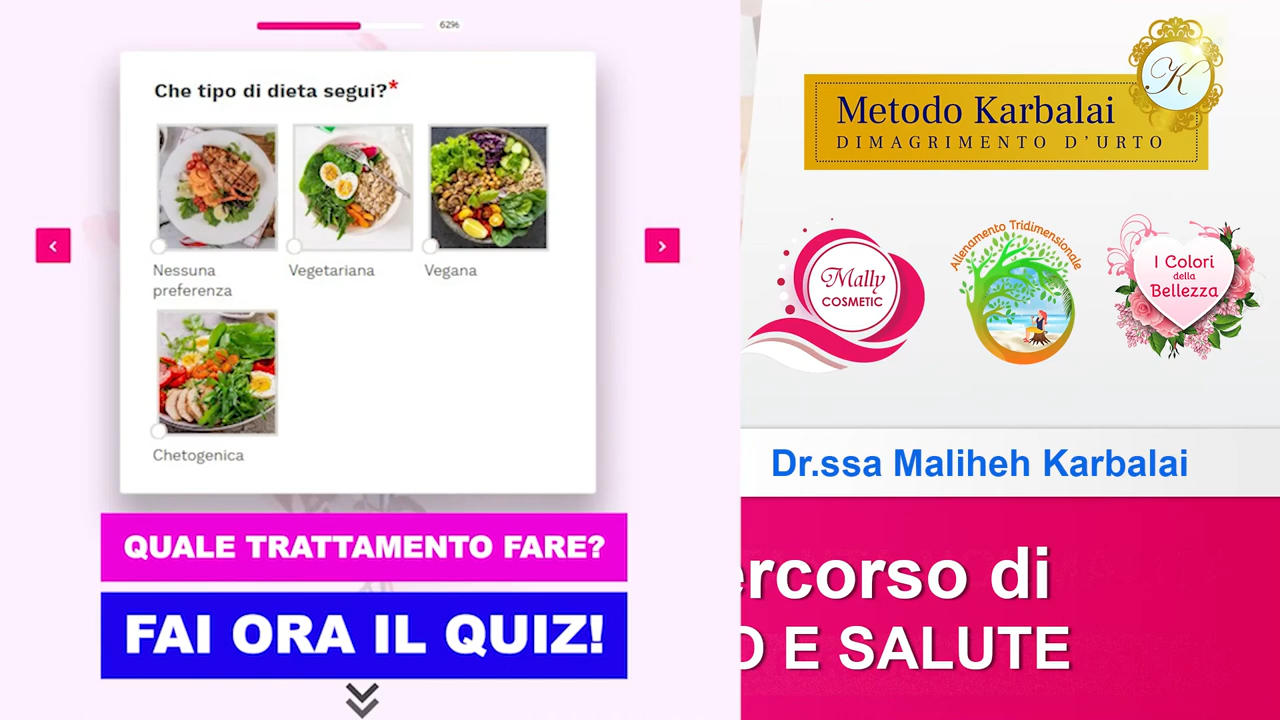 62%
Che tipo di dieta segui?*
Nessuna
preferenza
Vegetariana
Vegana
Chetogenica
QUALE TRATTAMENTO FARE?
FAI ORA IL QUIZ!
K
Metodo Karbalai
DIMAGRIMENTO D'URTO
Mally
COSMETIC
Allenamento Tridimensionale
I Colori
della
Bellezza
Dr.ssa Maliheh Karbalai
ercorso di
O E SALUTE